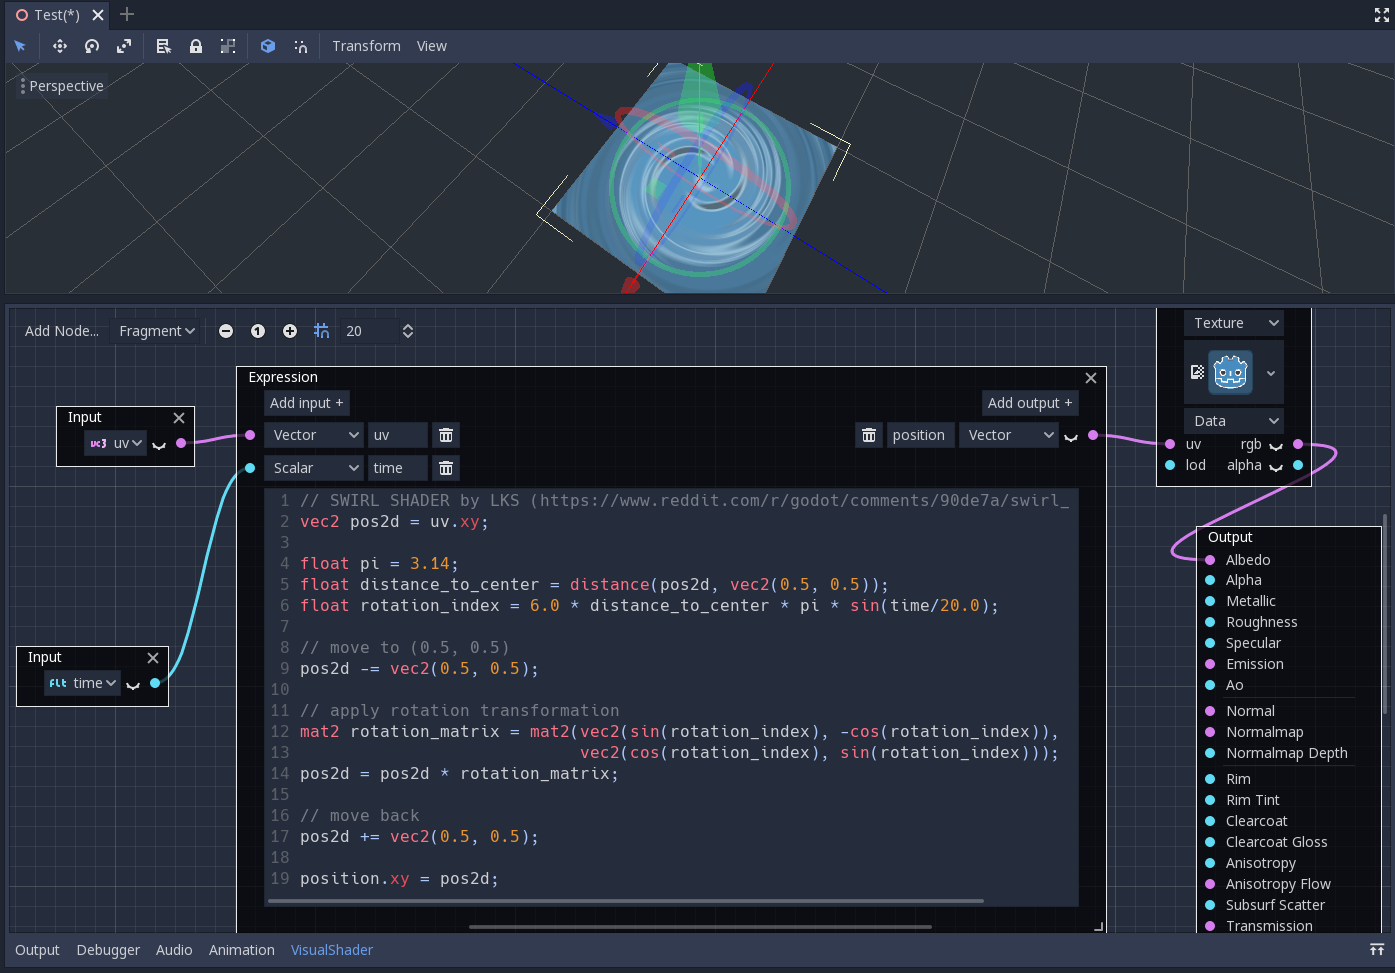 Test(*)
Transform View
Perspective
Add Node... Fragment 1 20
Texture
Data
uv rgb
lod alpha
Expression
Add input + Add output +
Input
vc3 uv
Vector uv position Vector
Scalar time
Input
flt time
1 // SWIRL SHADER by LKS (https://www.reddit.com/r/godot/comments/90de7a/swirl_
2 vec2 pos2d = uv.xy;
3
4 float pi = 3.14;
5 float distance_to_center = distance(pos2d, vec2(0.5, 0.5));
6 float rotation_index = 6.0 * distance_to_center * pi * sin(time/20.0);
7
8 // move to (0.5, 0.5)
9 pos2d -= vec2(0.5, 0.5);
10
11 // apply rotation transformation
12 mat2 rotation_matrix = mat2(vec2(sin(rotation_index), -cos(rotation_index)),
13 vec2(cos(rotation_index), sin(rotation_index)));
14 pos2d = pos2d * rotation_matrix;
15
16 // move back
17 pos2d += vec2(0.5, 0.5);
18
19 position.xy = pos2d;
Output
Albedo
Alpha
Metallic
Roughness
Specular
Emission
Ao
Normal
Normalmap
Normalmap Depth
Rim
Rim Tint
Clearcoat
Clearcoat Gloss
Anisotropy
Anisotropy Flow
Subsurf Scatter
Transmission
Output Debugger Audio Animation VisualShader